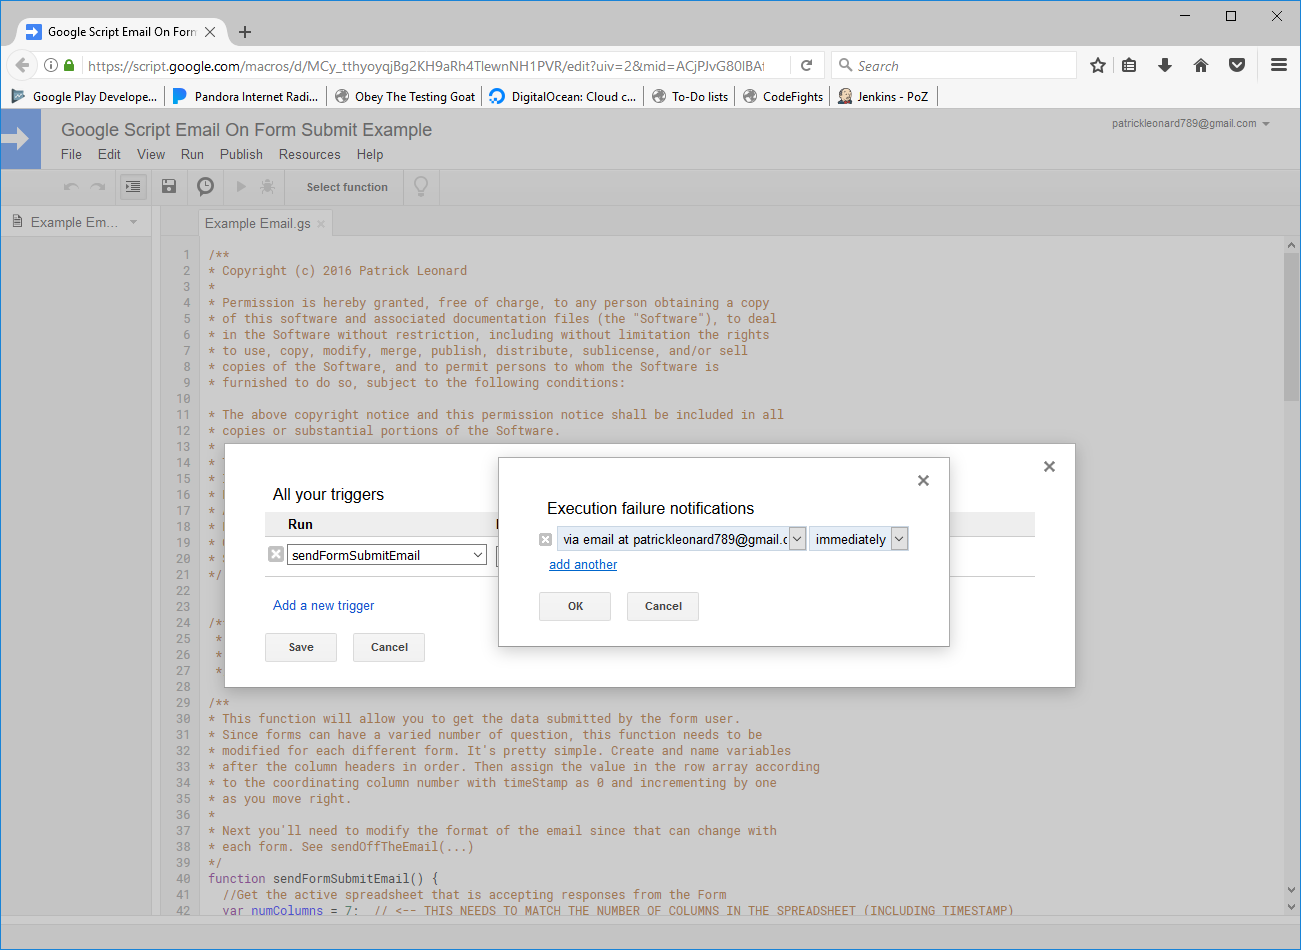 Google Script Email On Form
https://script.google.com/macros/d/MCy_tthyoyqjBg2KH9aRh4TlewnNH1PVR/edit?uiv=2&mid=ACjPJvG80IBA
Search
Google Play Develope...
Pandora Internet Radi...
Obey The Testing Goat
DigitalOcean: Cloud c...
To-Do lists
CodeFights
Jenkins - PoZ
Google Script Email On Form Submit Example
patrickleonard789@gmail.com
File Edit View Run Publish Resources Help
Select function
Example Em...
Example Email.gs
1 /**
2 * Copyright (c) 2016 Patrick Leonard
3 *
4 * Permission is hereby granted, free of charge, to any person obtaining a copy
5 * of this software and associated documentation files (the "Software"), to deal
6 * in the Software without restriction, including without limitation the rights
7 * to use, copy, modify, merge, publish, distribute, sublicense, and/or sell
8 * copies of the Software, and to permit persons to whom the Software is
9 * furnished to do so, subject to the following conditions:
10
11 * The above copyright notice and this permission notice shall be included in all
12 * copies or substantial portions of the Software.
13 *
14 *
15 *
16 *
17 *
18 *
19 *
20 *
21 */
22
23
24 /**
25 *
26 *
27 *
28
All your triggers
Run
sendFormSubmitEmail
Add a new trigger
Save
Cancel
Execution failure notifications
via email at patrickleonard789@gmail.c
immediately
add another
OK
Cancel
29 /**
30 * This function will allow you to get the data submitted by the form user.
31 * Since forms can have a varied number of question, this function needs to be
32 * modified for each different form. It's pretty simple. Create and name variables
33 * after the column headers in order. Then assign the value in the row array according
34 * to the coordinating column number with timeStamp as 0 and incrementing by one
35 * as you move right.
36 *
37 * Next you'll need to modify the format of the email since that can change with
38 * each form. See sendOffTheEmail(...)
39 */
40 function sendFormSubmitEmail() {
41 //Get the active spreadsheet that is accepting responses from the Form
42 var numColumns = 7; // <-- THIS NEEDS TO MATCH THE NUMBER OF COLUMNS IN THE SPREADSHEET (INCLUDING TIMESTAMP)